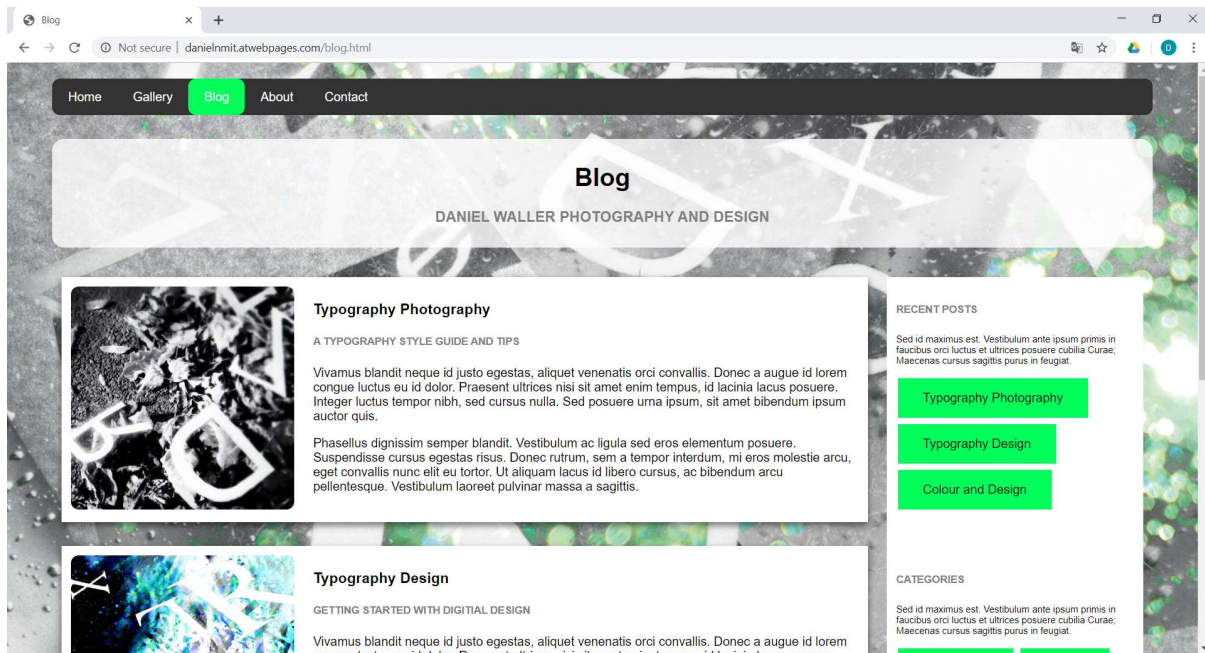 Blog
Not secure | danielnmit.atwebpages.com/blog.html
D
Home Gallery Blog About Contact
Blog
DANIEL WALLER PHOTOGRAPHY AND DESIGN
Typography Photography
A TYPOGRAPHY STYLE GUIDE AND TIPS
Vivamus blandit neque id justo egestas, aliquet venenatis orci convallis. Donec a augue id lorem
congue luctus eu id dolor. Praesent ultrices nisi sit amet enim tempus, id lacinia lacus posuere.
Integer luctus tempor nibh, sed cursus nulla. Sed posuere urna ipsum, sit amet bibendum ipsum
auctor quis.
Phasellus dignissim semper blandit. Vestibulum ac ligula sed eros elementum posuere.
Suspendisse cursus egestas risus. Donec rutrum, sem a tempor interdum, mi eros molestie arcu,
eget convallis nunc elit eu tortor. Ut aliquam lacus id libero cursus, ac bibendum arcu
pellentesque. Vestibulum laoreet pulvinar massa a sagittis.
Typography Design
GETTING STARTED WITH DIGITIAL DESIGN
Vivamus blandit neque id justo egestas, aliquet venenatis orci convallis. Donec a augue id lorem
RECENT POSTS
Sed id maximus est. Vestibulum ante ipsum primis in
faucibus orci luctus et ultrices posuere cubilia Curae;
Maecenas cursus sagittis purus in feugiat.
Typography Photography
Typography Design
Colour and Design
CATEGORIES
Sed id maximus est. Vestibulum ante ipsum primis in
faucibus orci luctus et ultrices posuere cubilia Curae;
Maecenas cursus sagittis purus in feugiat.